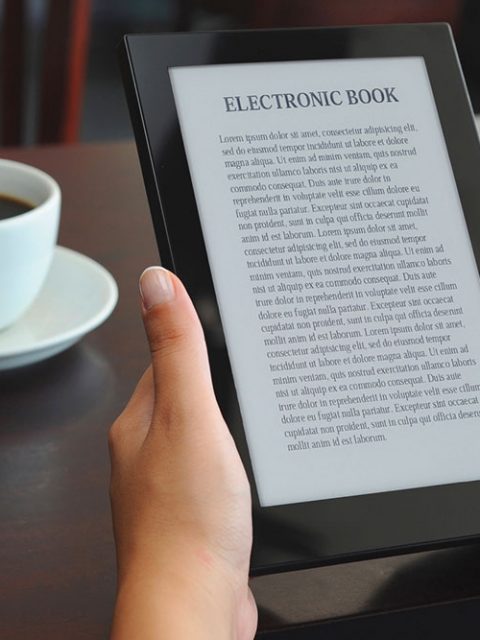 ELECTRONIC BOOK
Lorem ipsum dolor sit amet, consectetur adipisicing elit,
sed do eiusmod tempor incididunt ut labore et dolore
magna aliqua. Ut enim ad minim veniam, quis nostrud
exercitation ullamco laboris nisi ut aliquip ex ea
commodo consequat. Duis aute irure dolor in
reprehenderit in voluptate velit esse cillum dolore eu
fugiat nulla pariatur. Excepteur sint occaecat cupidatat
non proident, sunt in culpa qui officia deserunt mollit
anim id est laborum. Lorem ipsum dolor sit amet,
consectetur adipisicing elit, sed do eiusmod tempor
incididunt ut labore et dolore magna aliqua. Ut enim ad
minim veniam, quis nostrud exercitation ullamco laboris
nisi ut aliquip ex ea commodo consequat. Duis aute
irure dolor in reprehenderit in voluptate velit esse cillum
dolore eu fugiat nulla pariatur. Excepteur sint occaecat
cupidatat non proident, sunt in culpa qui officia deserunt
mollit anim id est laborum. Lorem ipsum dolor sit amet,
consectetur adipisicing elit, sed do eiusmod tempor
incididunt ut labore et dolore magna aliqua. Ut enim ad
minim veniam, quis nostrud exercitation ullamco laboris
nisi ut aliquip ex ea commodo consequat. Duis aute
irure dolor in reprehenderit in voluptate velit esse cillum
dolore eu fugiat nulla pariatur. Excepteur sint occaecat
cupidatat non proident, sunt in culpa qui officia
mollit anim id est laborum.